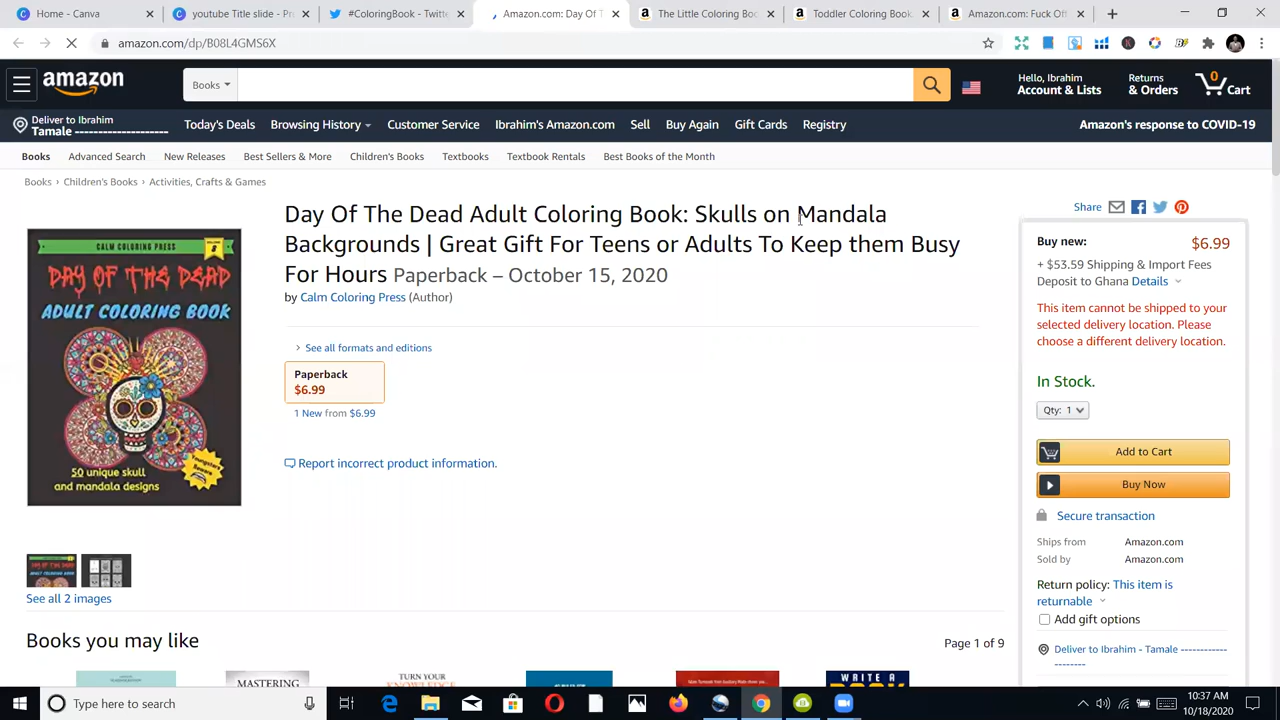 Home - Canva
Youtube - 5
#ColoringBook - Twitte
Amazon.com: Day Of T
The Little Coloring Boo
Toddler Coloring Book
Amazon.com: Fuck Off
amazon.com/dp/B08L4GMS6X
amazon
Books
Hello, Ibrahim
Account & Lists
Returns
& Orders
0
Cart
Deliver to Ibrahim
Tamale
Today's Deals
Browsing History
Customer Service
Ibrahim's Amazon.com
Sell
Buy Again
Gift Cards
Registry
Amazon's response to COVID-19
Books
Advanced Search
New Releases
Best Sellers & More
Children's Books
Textbooks
Textbook Rentals
Best Books of the Month
Books › Children's Books › Activities, Crafts & Games
Day Of The Dead Adult Coloring Book: Skulls on Mandala
Backgrounds | Great Gift For Teens or Adults To Keep them Busy
For Hours Paperback – October 15, 2020
by Calm Coloring Press (Author)
See all formats and editions
Paperback
$6.99
1 New from $6.99
Report incorrect product information.
CALM COLORING PRESS
DAY OF THE DEAD
ADULT COLORING BOOK
50 unique skull
and mandala designs
See all 2 images
Share
Buy new:
$6.99
+ $53.59 Shipping & Import Fees
Deposit to Ghana Details
This item cannot be shipped to your
selected delivery location. Please
choose a different delivery location.
In Stock.
Qty: 1
Add to Cart
Buy Now
Secure transaction
Ships from Amazon.com
Sold by Amazon.com
Return policy: This item is
returnable
Add gift options
Deliver to Ibrahim - Tamale ------------
--------
Books you may like
Page 1 of 9
MASTERING
TURN YOUR
KNOWLEDGE
WRITE A
Type here to search
10:37 AM
10/18/2020